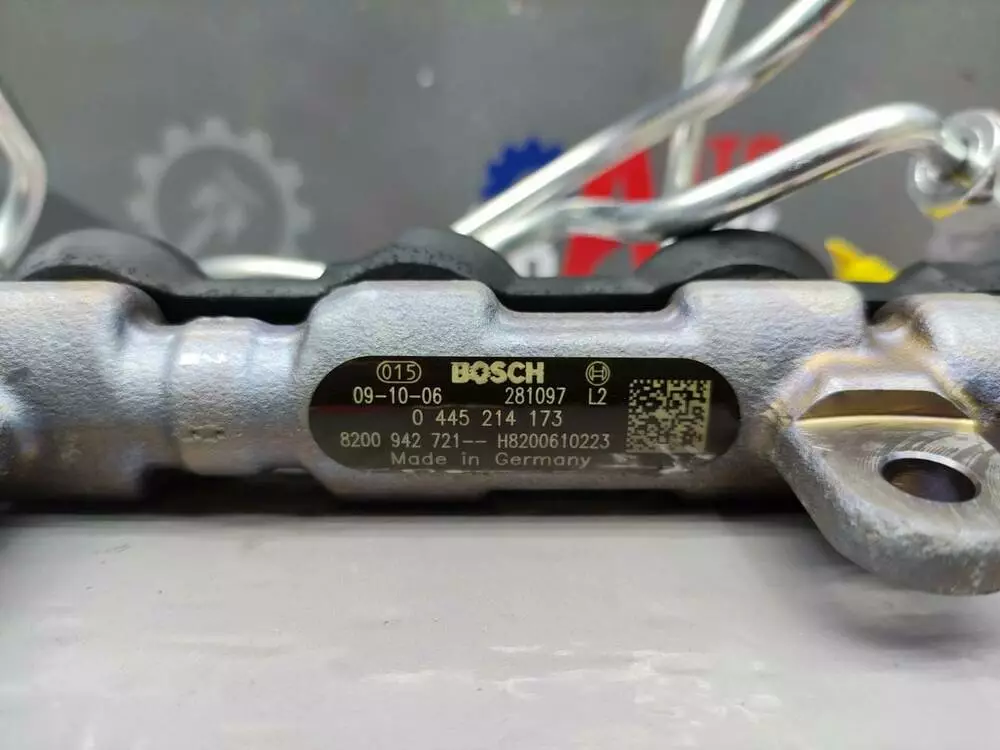 015 BOSCH
09-10-06 281097 L2
0 445 214 173
8200 942 721-- H8200610223
Made in Germany